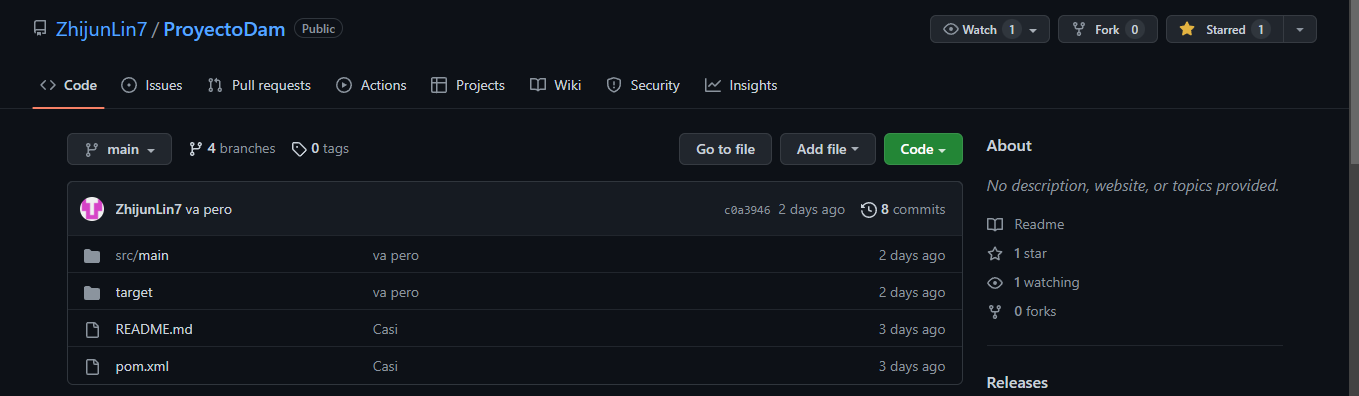 ZhijunLin7 / ProyectoDam Public
Watch 1 Fork 0 Starred 1
Code Issues Pull requests Actions Projects Wiki Security Insights
main 4 branches 0 tags Go to file Add file Code
ZhijunLin7 va pero c0a3946 2 days ago 8 commits
src/main va pero 2 days ago
target va pero 2 days ago
README.md Casi 3 days ago
pom.xml Casi 3 days ago
About
No description, website, or topics provided.
Readme
1 star
1 watching
0 forks
Releases